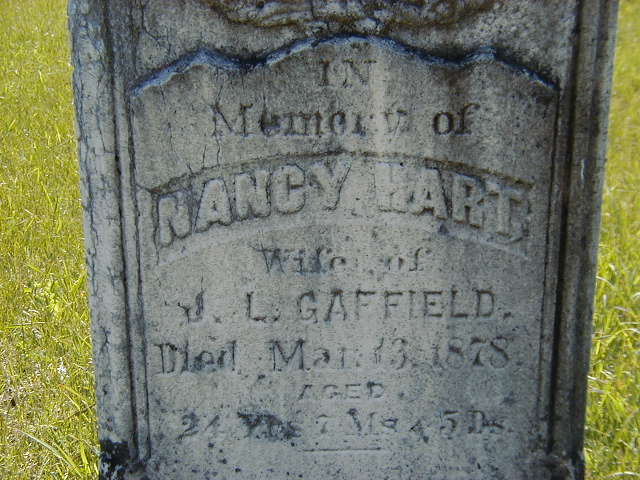 IN
Memory of
NANCY HART.
Wife of
J. L. GAFFIELD.
Died Mar. 13, 1878.
AGED
24 Yrs 7 Ms & 5 Ds